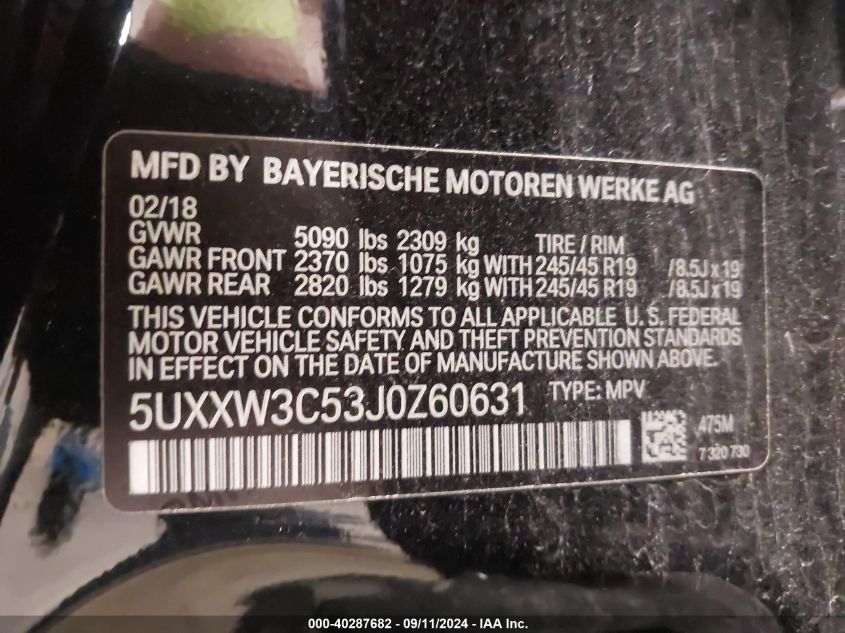 MFD BY BAYERISCHE MOTOREN WERKE AG
02/18
GVWR 5090 lbs 2309 kg TIRE / RIM
GAWR FRONT 2370 lbs 1075 kg WITH 245/45 R19 /8.5J x 19
GAWR REAR 2820 lbs 1279 kg WITH 245/45 R19 /8.5J x 19
THIS VEHICLE CONFORMS TO ALL APPLICABLE U.S. FEDERAL
MOTOR VEHICLE SAFETY AND THEFT PREVENTION STANDARDS
IN EFFECT ON THE DATE OF MANUFACTURE SHOWN ABOVE.
5UXXW3C53J0Z60631 TYPE: MPV
475M
7 320 730
000-40287682 - 09/11/2024 - IAA Inc.